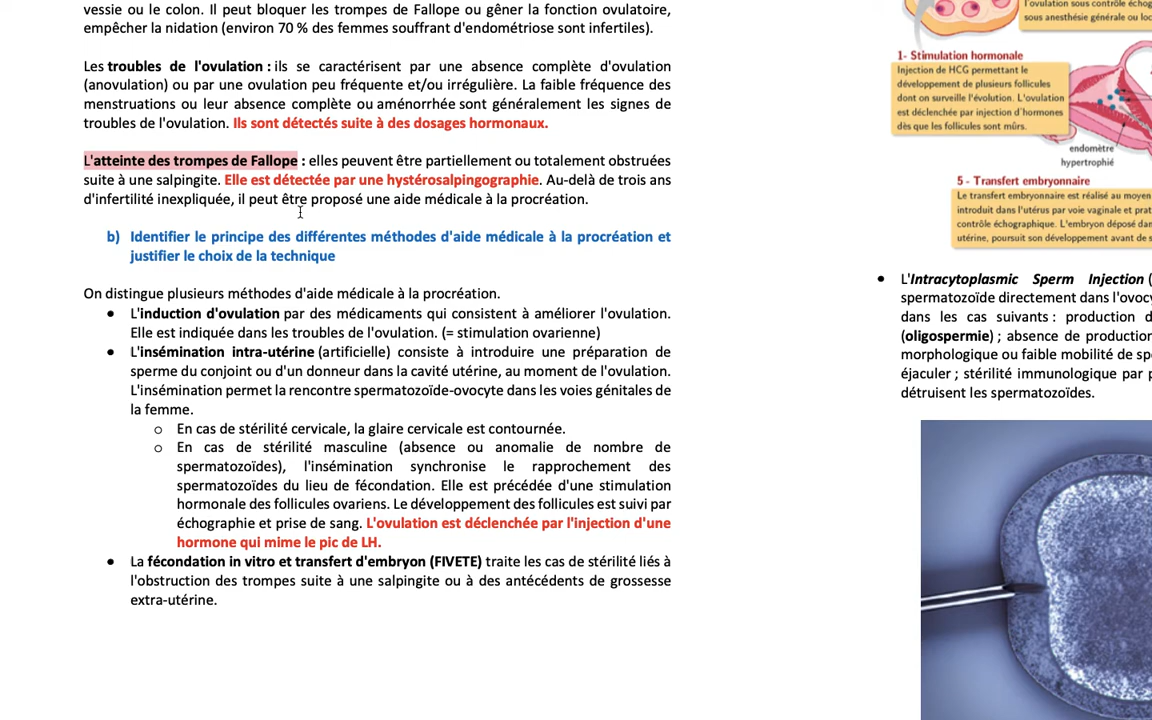 vessie ou le colon. Il peut bloquer les trompes de Fallope ou gêner la fonction ovulatoire,
empêcher la nidation (environ 70 % des femmes souffrant d'endométriose sont infertiles).
Les troubles de l'ovulation : ils se caractérisent par une absence complète d'ovulation
(anovulation) ou par une ovulation peu fréquente et/ou irrégulière. La faible fréquence des
menstruations ou leur absence complète ou aménorrhée sont généralement les signes de
troubles de l'ovulation. Ils sont détectés suite à des dosages hormonaux.
L'atteinte des trompes de Fallope : elles peuvent être partiellement ou totalement obstruées
suite à une salpingite. Elle est détectée par une hystérosalpingographie. Au-delà de trois ans
d'infertilité inexpliquée, il peut être proposé une aide médicale à la procréation.
b) Identifier le principe des différentes méthodes d'aide médicale à la procréation et
justifier le choix de la technique
On distingue plusieurs méthodes d'aide médicale à la procréation.
● L'induction d'ovulation par des médicaments qui consistent à améliorer l'ovulation.
Elle est indiquée dans les troubles de l'ovulation. (= stimulation ovarienne)
● L'insémination intra-utérine (artificielle) consiste à introduire une préparation de
sperme du conjoint ou d'un donneur dans la cavité utérine, au moment de l'ovulation.
L'insémination permet la rencontre spermatozoïde-ovocyte dans les voies génitales de
la femme.
o En cas de stérilité cervicale, la glaire cervicale est contournée.
o En cas de stérilité masculine (absence ou anomalie de nombre de
spermatozoïdes), l'insémination synchronise le rapprochement des
spermatozoïdes du lieu de fécondation. Elle est précédée d'une stimulation
hormonale des follicules ovariens. Le développement des follicules est suivi par
échographie et prise de sang. L'ovulation est déclenchée par l'injection d'une
hormone qui mime le pic de LH.
● La fécondation in vitro et transfert d'embryon (FIVETE) traite les cas de stérilité liés à
l'obstruction des trompes suite à une salpingite ou à des antécédents de grossesse
extra-utérine.
l'ovulation sous contrôle échog
sous anesthésie générale ou loc
1- Stimulation hormonale
Injection de HCG permettant le
développement de plusieurs follicules
dont on surveille l'évolution. L'ovulation
est déclenchée par injection d'hormones
dès que les follicules sont mûrs.
endomètre
hypertrophié
5 - Transfert embryonnaire
Le transfert embryonnaire est réalisé au moyen
introduit dans l'utérus par voie vaginale et prat
contrôle échographique. L'embryon déposé dan
utérine, poursuit son développement avant de s
● L'Intracytoplasmic Sperm Injection (
spermatozoïde directement dans l'ovocy
dans les cas suivants : production d
(oligospermie) ; absence de production
morphologique ou faible mobilité de spe
éjaculer ; stérilité immunologique par p
détruisent les spermatozoïdes.